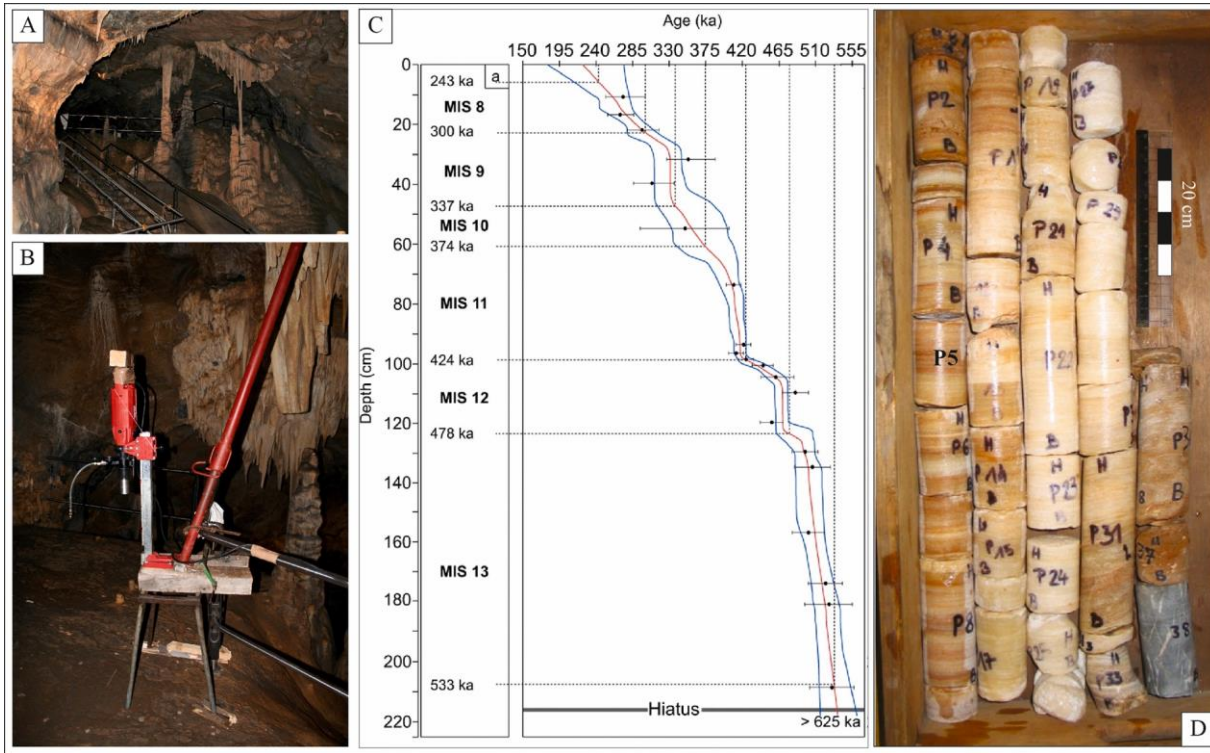 A
B
C
Age (ka)
150 195 240 285 330 375 420 465 510 555
a
Depth (cm)
0
20
40
60
80
100
120
140
160
180
200
220
243 ka
MIS 8
300 ka
MIS 9
337 ka
MIS 10
374 ka
MIS 11
424 ka
MIS 12
478 ka
MIS 13
533 ka
Hiatus
> 625 ka
D
20 cm
P2
B
H
P4
B
P5
H
P6
H
P8
H
P14
B
P15
B
H
P21
B
H
P22
B
P23
H
P24
B
H
P29
H
P31
B
H
P33
H
B
B
38